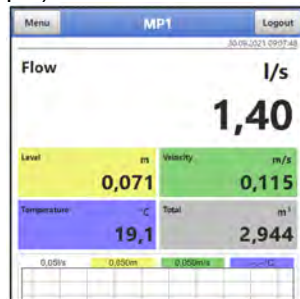 Menu MP1 Logout
30.09.2021 09:07:48
Flow l/s
1,40
Level m Velocity m/s
0,071 0,115
Temperature °C Total m³
19,1 2,944
0,05l/s 0,050m 0,050m/s -,--°C